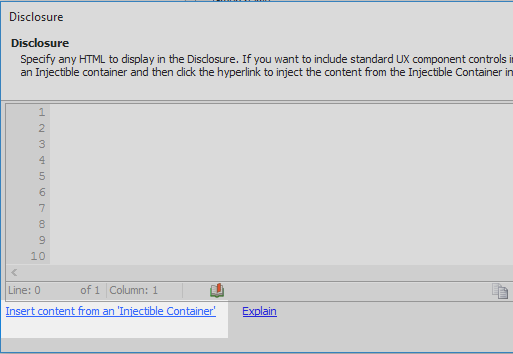 Disclosure
Disclosure
Specify any HTML to display in the Disclosure. If you want to include standard UX component controls
an Injectible container and then click the hyperlink to inject the content from the Injectible Container
1
2
3
4
5
6
7
8
9
10
Line: 0 of 1 Column: 1
Insert content from an 'Injectible Container' Explain